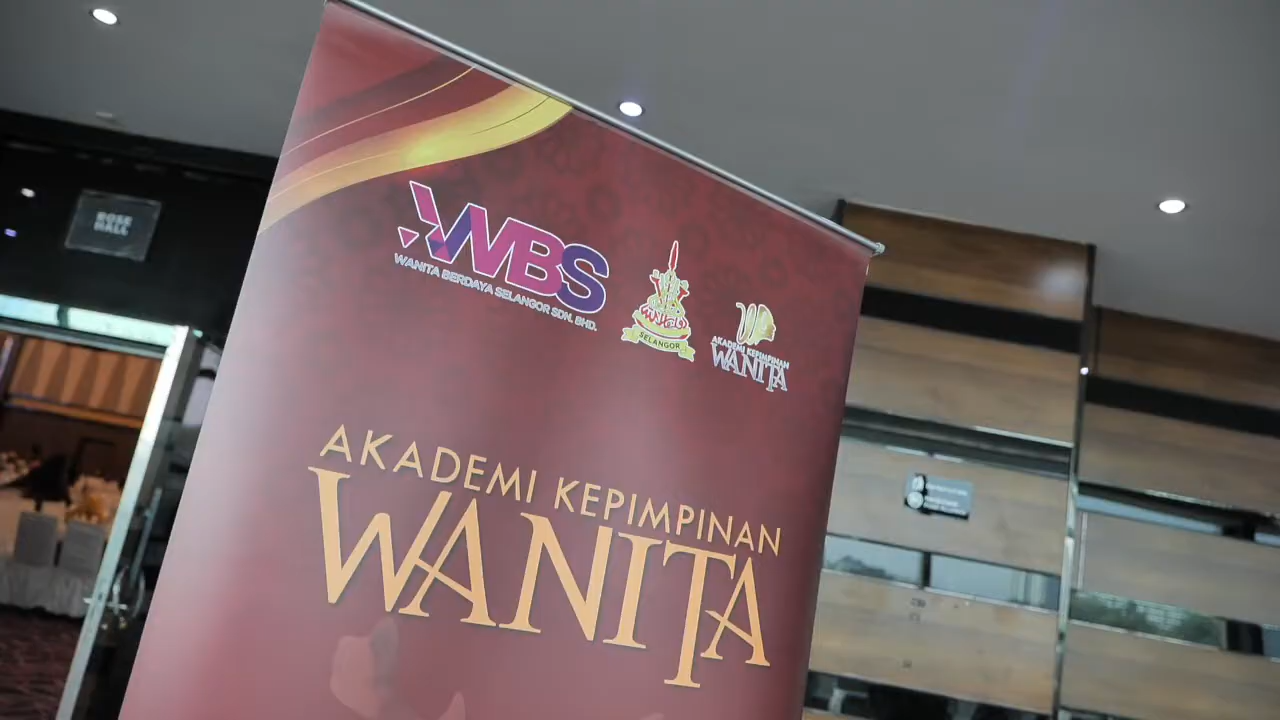 ROSE
HALL
WBS
WANITA BERDAYA SELANGOR SDN. BHD.
SELANGOR
AKADEMI KEPIMPINAN
WANITA
AKADEMI KEPIMPINAN
WANITA